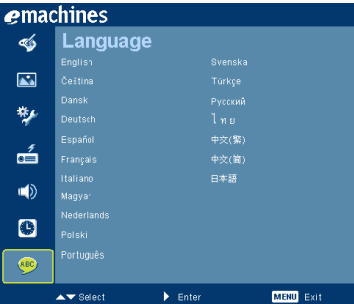 emachines
Language
English
Čeština
Dansk
Deutsch
Español
Français
Italiano
Magyar
Nederlands
Polski
Português
Svenska
Türkçe
Русский
ไทย
中文(繁)
中文(简)
日本語
ABC
Select
Enter
MENU Exit